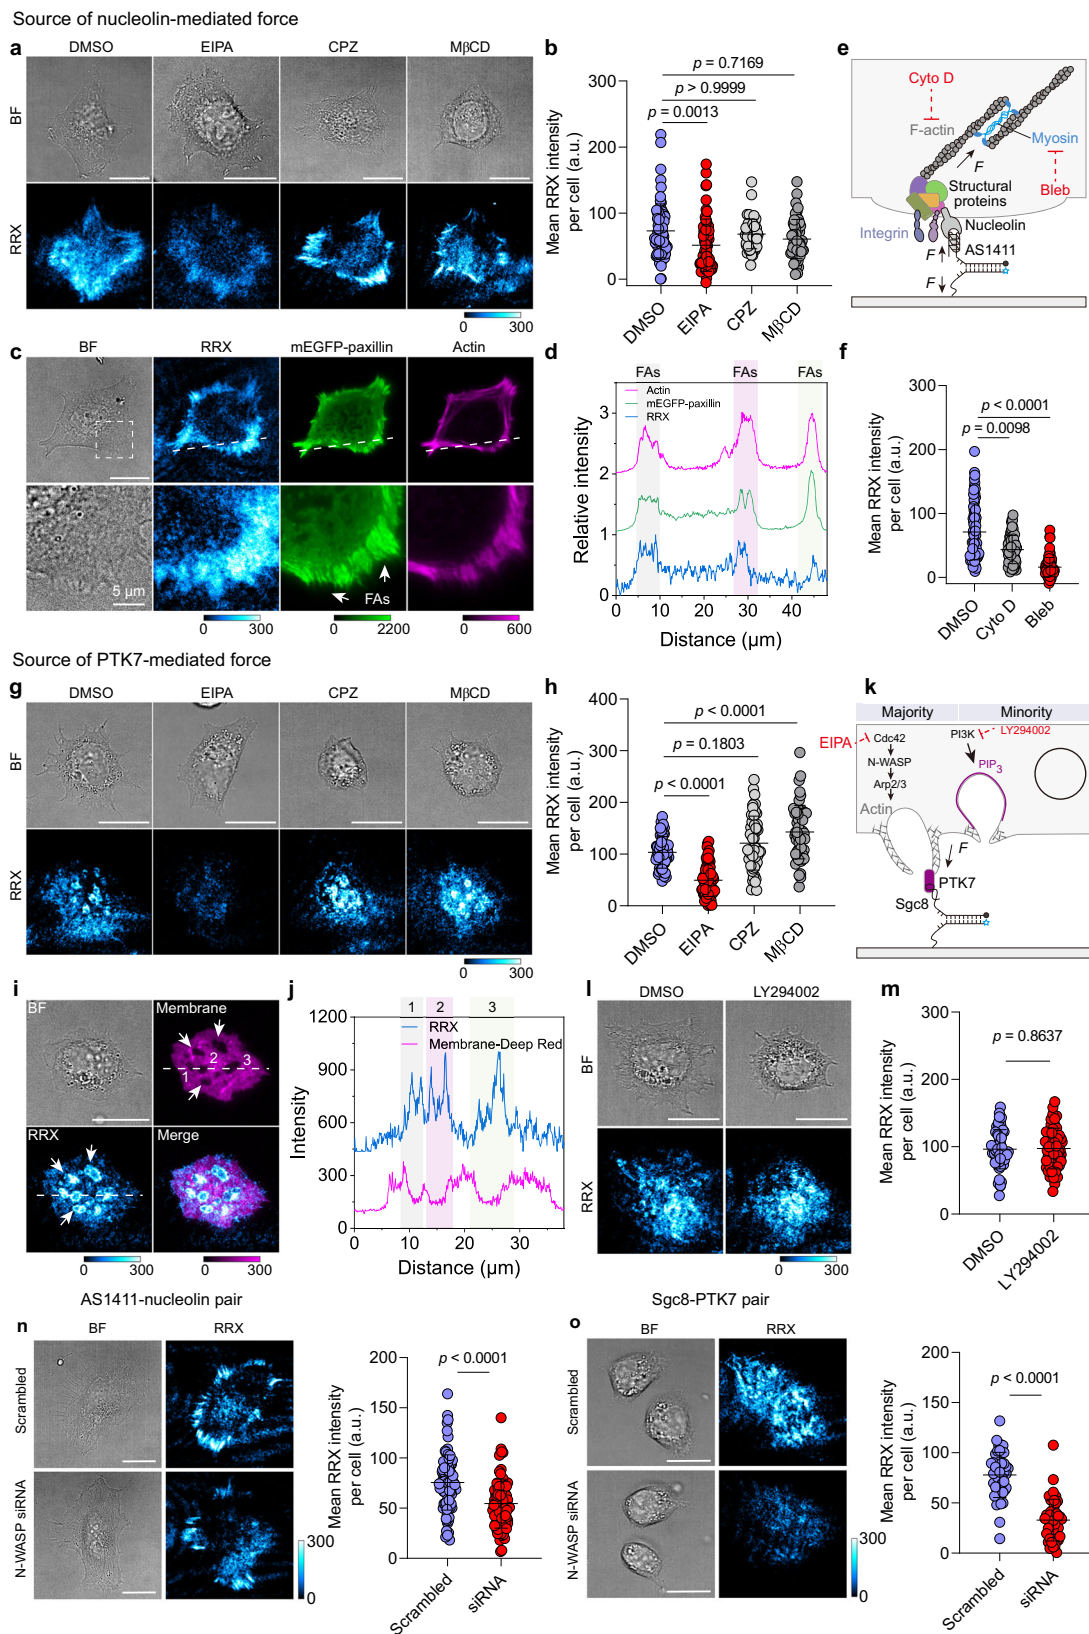 Source of nucleolin-mediated force
a
DMSO
EIPA
CPZ
MβCD
BF
RRX
0
300
b
p = 0.7169
p > 0.9999
p = 0.0013
Mean RRX intensity
per cell (a.u.)
300
200
100
0
DMSO
EIPA
CPZ
MβCD
e
Cyto D
F-actin
Myosin
F
Bleb
Structural
proteins
Nucleolin
Integrin
AS1411
F
F
c
BF
RRX
mEGFP-paxillin
Actin
5 µm
FAs
0
300
0
2200
0
600
d
FAs
FAs
FAs
Actin
mEGFP-paxillin
RRX
Relative intensity
3
2
1
0
0
20
40
Distance (µm)
f
p < 0.0001
p = 0.0098
Mean RRX intensity
per cell (a.u.)
300
200
100
0
DMSO
Cyto D
Bleb
Source of PTK7-mediated force
g
DMSO
EIPA
CPZ
MβCD
BF
RRX
0
300
h
p < 0.0001
p = 0.1803
p < 0.0001
Mean RRX intensity
per cell (a.u.)
400
300
200
100
0
DMSO
EIPA
CPZ
MβCD
k
Majority
Minority
EIPA
Cdc42
PI3K
LY294002
N-WASP
PIP3
Arp2/3
Actin
F
PTK7
Sgc8
i
BF
Membrane
1
2
3
RRX
Merge
0
300
0
300
j
1
2
3
RRX
Membrane-Deep Red
Intensity
1200
900
600
300
0
0
10
20
30
Distance (µm)
l
DMSO
LY294002
BF
RRX
0
300
m
p = 0.8637
Mean RRX intensity
per cell (a.u.)
300
200
100
0
DMSO
LY294002
AS1411-nucleolin pair
n
BF
RRX
Scrambled
N-WASP siRNA
300
0
p < 0.0001
Mean RRX intensity
per cell (a.u.)
200
150
100
50
0
Scrambled
siRNA
Sgc8-PTK7 pair
o
BF
RRX
Scrambled
N-WASP siRNA
300
0
p < 0.0001
Mean RRX intensity
per cell (a.u.)
200
150
100
50
0
Scrambled
siRNA